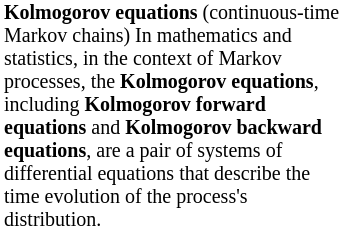 Kolmogorov equations (continuous-time
Markov chains) In mathematics and
statistics, in the context of Markov
processes, the Kolmogorov equations,
including Kolmogorov forward
equations and Kolmogorov backward
equations, are a pair of systems of
differential equations that describe the
time evolution of the process's
distribution.